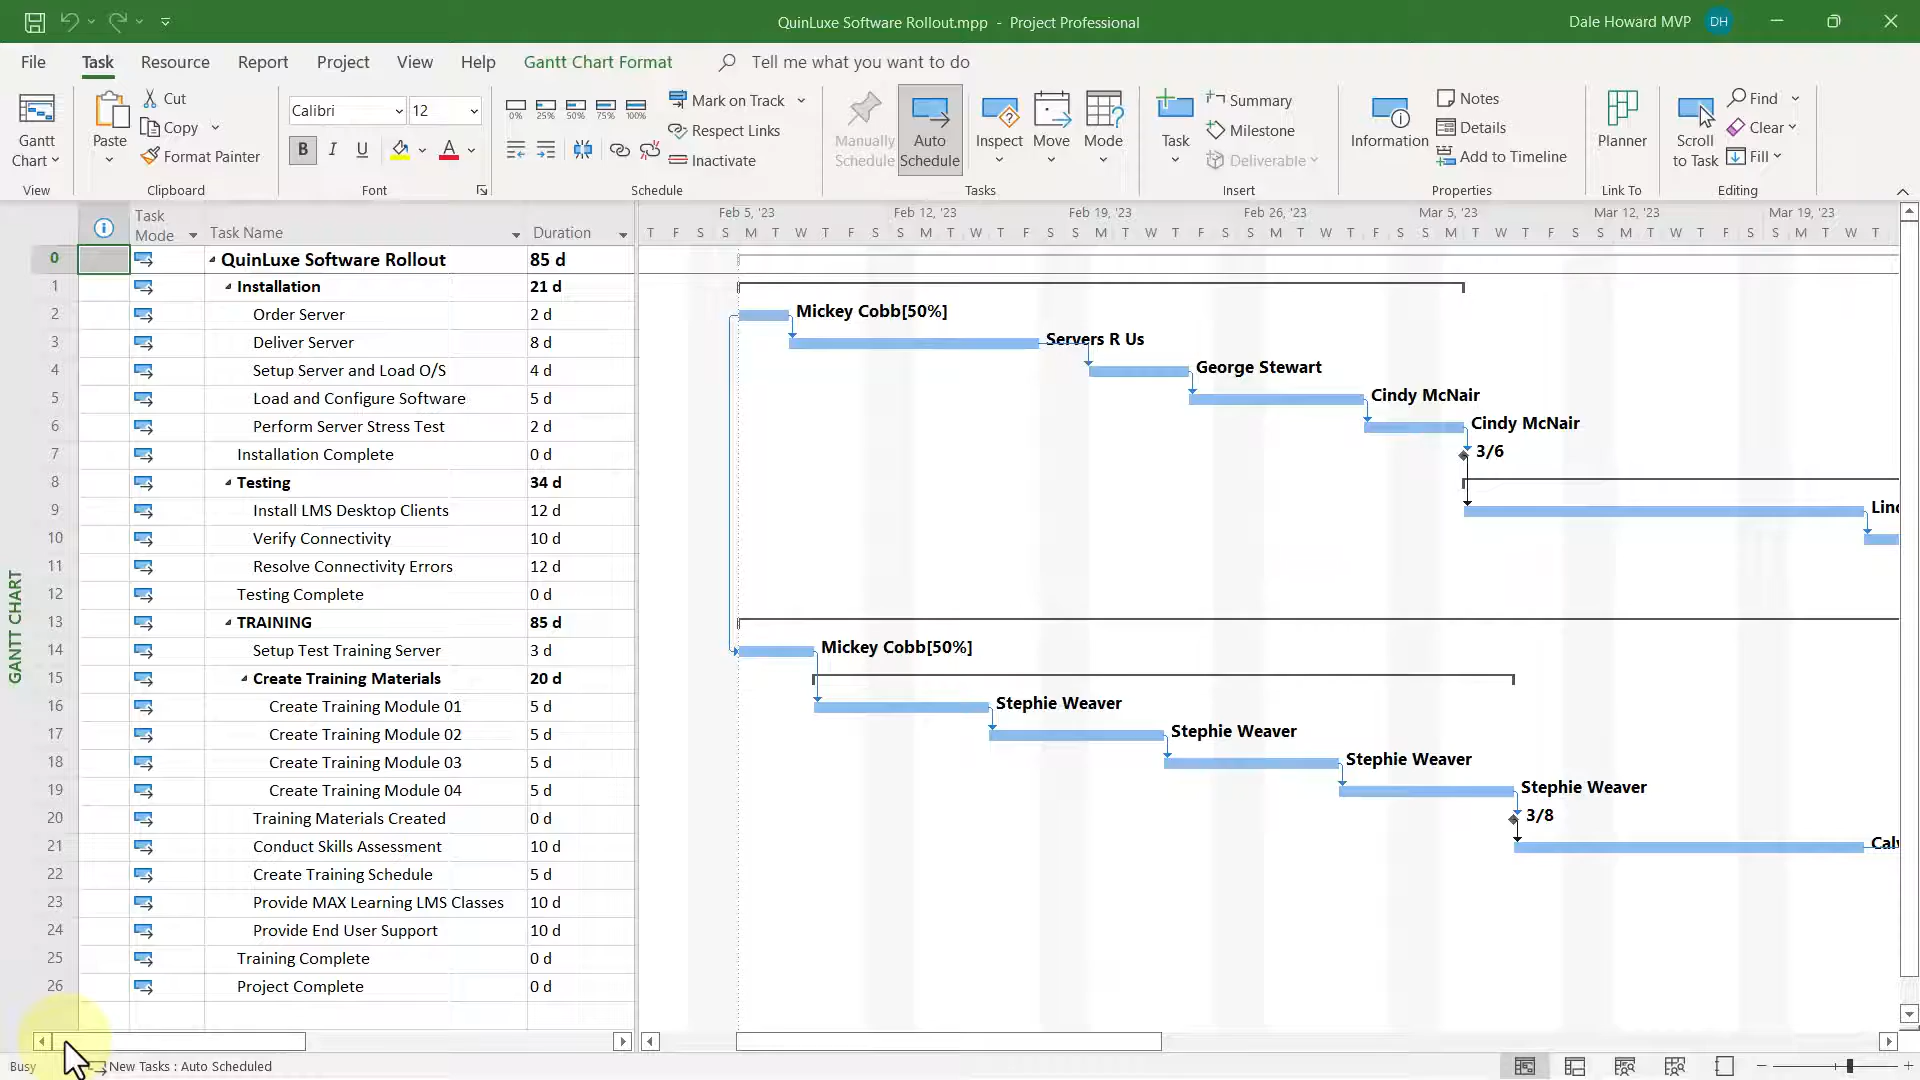 QuinLuxe Software Rollout.mpp - Project Professional
Dale Howard MVP DH
File Task Resource Report Project View Help Gantt Chart Format Tell me what you want to do
Gantt Chart
View
Paste
Cut
Copy
Format Painter
Clipboard
Calibri 12
B I U A
Font
0% 25% 50% 75% 100%
Mark on Track
Respect Links
Inactivate
Schedule
Manually Schedule
Auto Schedule
Inspect
Move
Mode
Tasks
Task
Summary
Milestone
Deliverable
Insert
Information
Notes
Details
Add to Timeline
Properties
Planner
Link To
Scroll to Task
Find
Clear
Fill
Editing
Task Mode Task Name Duration
Feb 5, '23 Feb 12, '23 Feb 19, '23 Feb 26, '23 Mar 5, '23 Mar 12, '23 Mar 19, '23
T F S S M T W T F S S M T W T F S S M T W T F S S M T W T F S S M T W T F S S M T W T F S S M T W T
0 QuinLuxe Software Rollout 85 d
1 Installation 21 d
2 Order Server 2 d Mickey Cobb[50%]
3 Deliver Server 8 d Servers R Us
4 Setup Server and Load O/S 4 d George Stewart
5 Load and Configure Software 5 d Cindy McNair
6 Perform Server Stress Test 2 d Cindy McNair
7 Installation Complete 0 d 3/6
8 Testing 34 d
9 Install LMS Desktop Clients 12 d
10 Verify Connectivity 10 d
11 Resolve Connectivity Errors 12 d
12 Testing Complete 0 d
13 TRAINING 85 d
14 Setup Test Training Server 3 d Mickey Cobb[50%]
15 Create Training Materials 20 d
16 Create Training Module 01 5 d Stephie Weaver
17 Create Training Module 02 5 d Stephie Weaver
18 Create Training Module 03 5 d Stephie Weaver
19 Create Training Module 04 5 d Stephie Weaver
20 Training Materials Created 0 d 3/8
21 Conduct Skills Assessment 10 d
22 Create Training Schedule 5 d
23 Provide MAX Learning LMS Classes 10 d
24 Provide End User Support 10 d
25 Training Complete 0 d
26 Project Complete 0 d
GANTT CHART
Busy New Tasks : Auto Scheduled